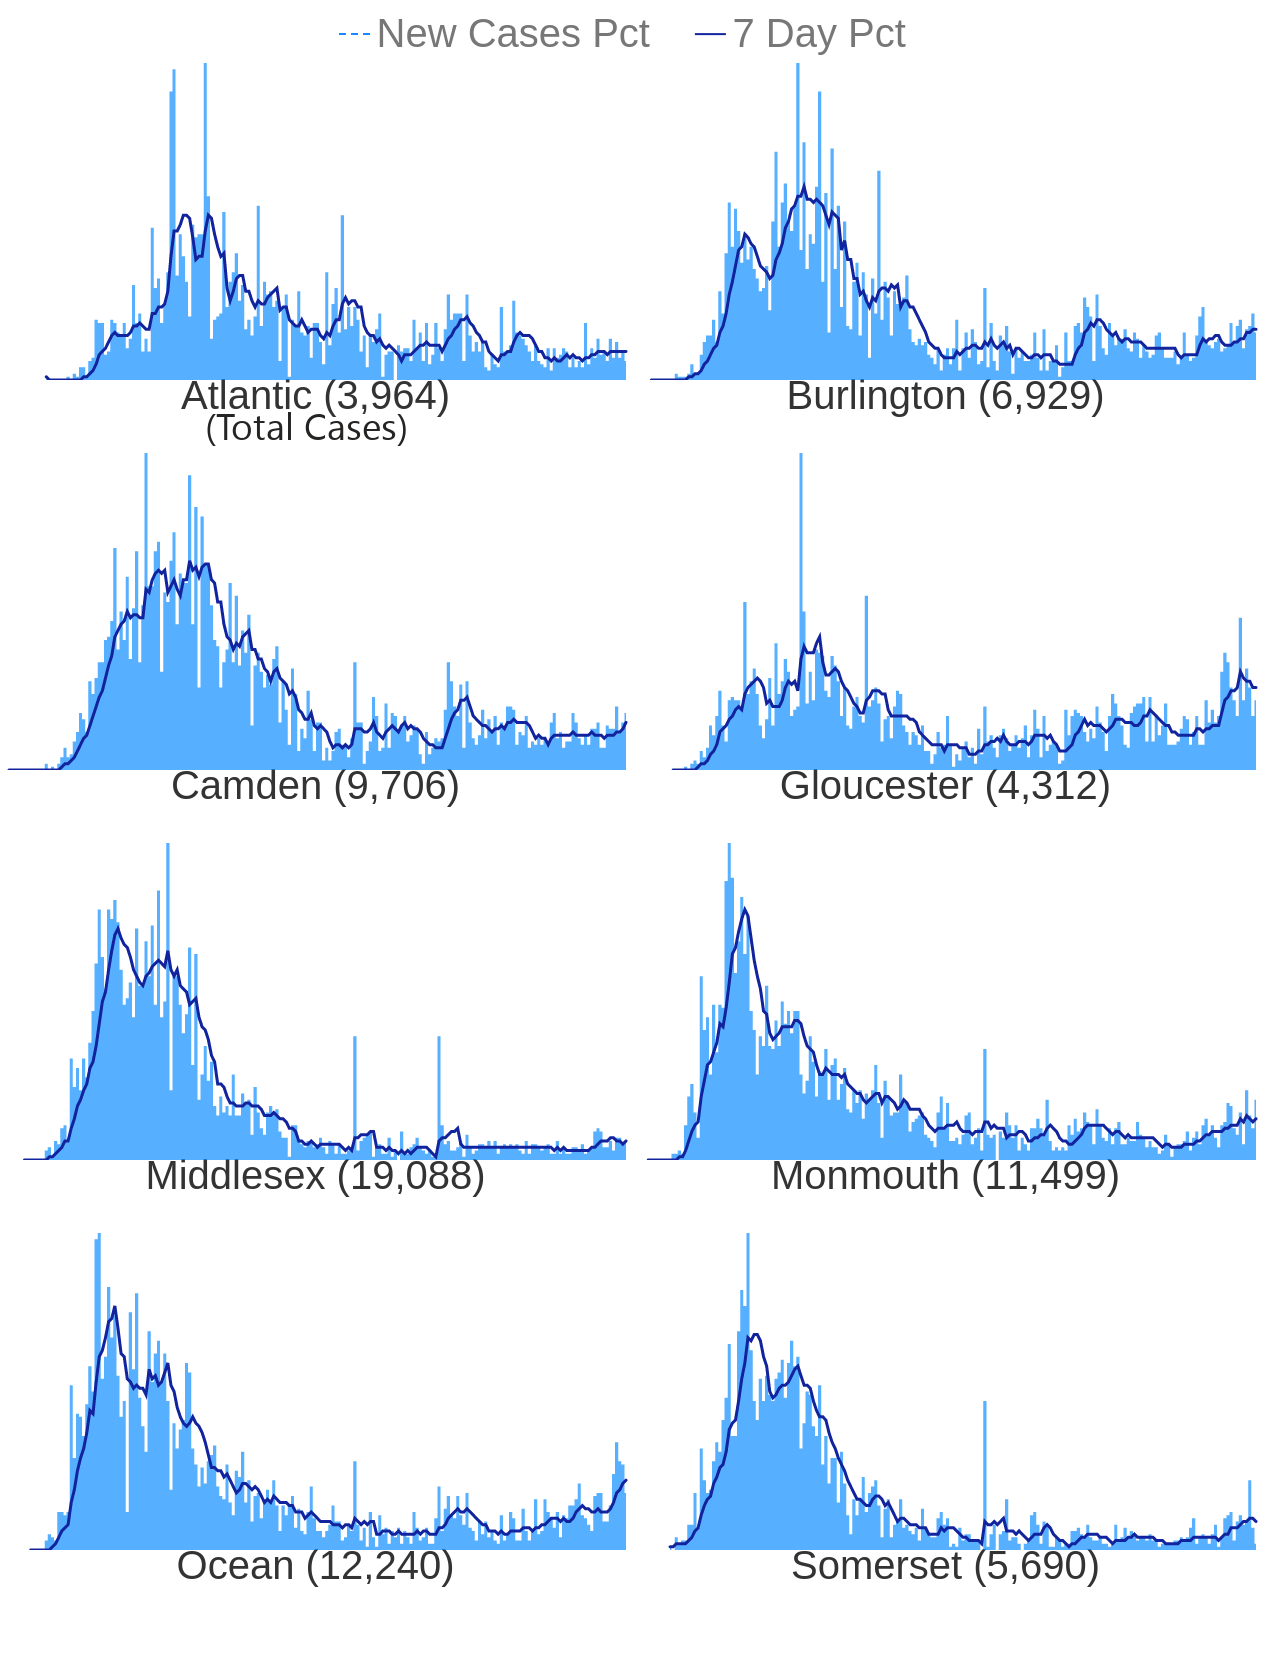 New Cases Pct 7 Day Pct
Atlantic (3,964) Burlington (6,929)
(Total Cases)
Camden (9,706) Gloucester (4,312)
Middlesex (19,088) Monmouth (11,499)
Ocean (12,240) Somerset (5,690)